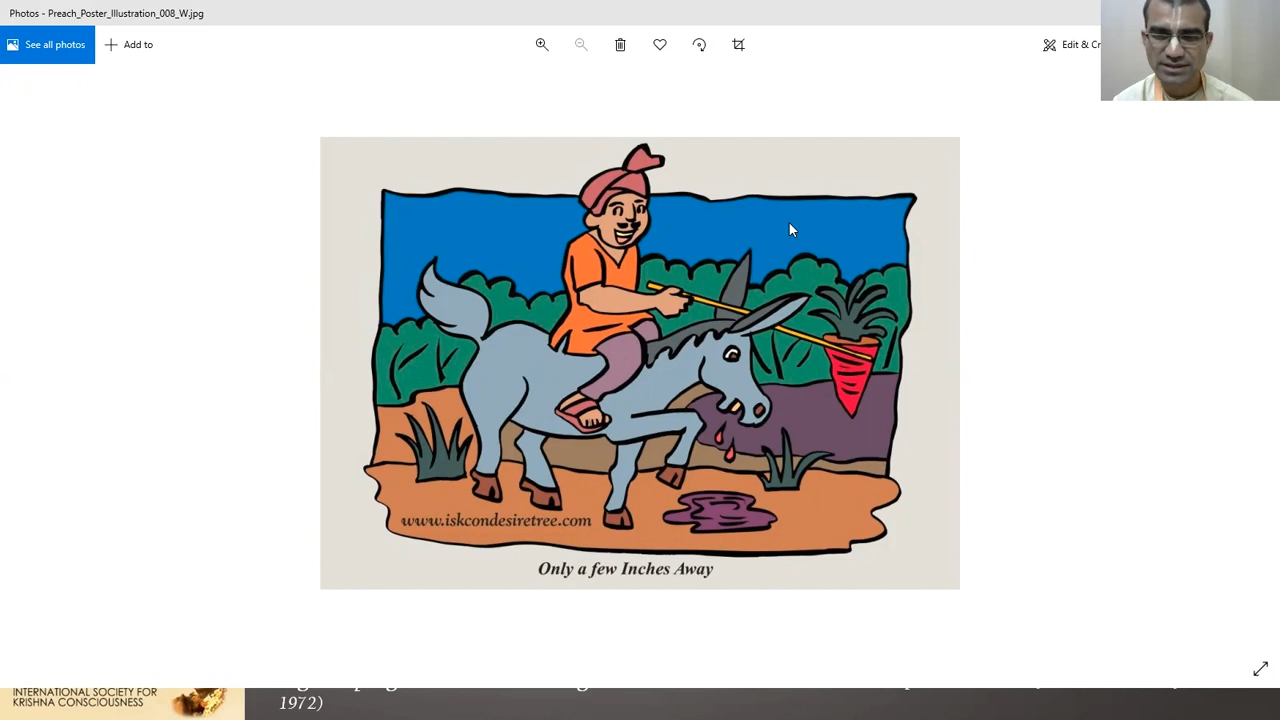 Photos - Preach_Poster_Illustration_008_W.jpg
See all photos
Add to
Edit & Cr
www.iskcondesiretree.com
Only a few Inches Away
INTERNATIONAL SOCIETY FOR
KRISHNA CONSCIOUSNESS
1972)